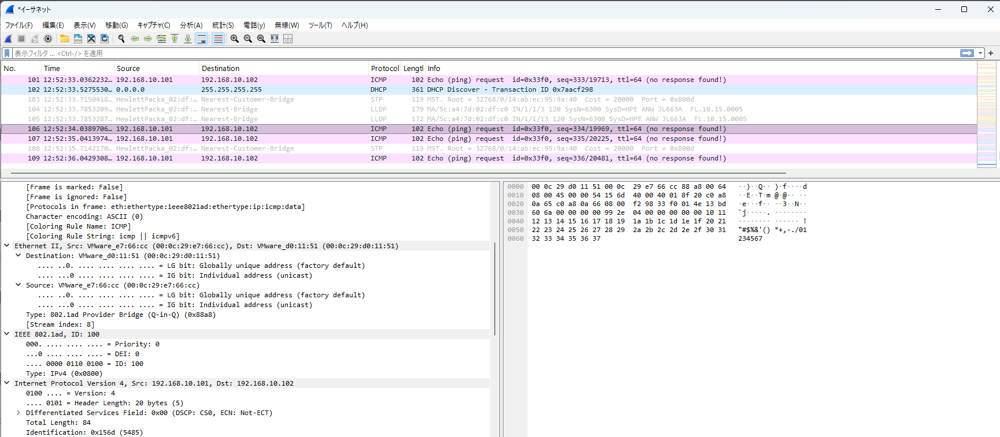 *イーサネット
ファイル(F) 編集(E) 表示(V) 移動(G) キャプチャ(C) 分析(A) 統計(S) 電話(y) 無線(W) ツール(T) ヘルプ(H)
表示フィルタ … <Ctrl-/> を適用
No. Time Source Destination Protocol Lengtl Info
101 12:52:33.0362232… 192.168.10.101 192.168.10.102 ICMP 102 Echo (ping) request id=0x33f0, seq=333/19713, ttl=64 (no response found!)
102 12:52:33.5275530… 0.0.0.0 255.255.255.255 DHCP 361 DHCP Discover - Transaction ID 0x7aacf298
103 12:52:33.7150418… HewlettPacka_02:df:… Nearest-Customer-Bridge STP 119 MST. Root = 32768/0/14:ab:ec:95:9a:40 Cost = 20000 Port = 0x800d
104 12:52:33.7853209… HewlettPacka_02:df:… Nearest-Bridge LLDP 179 MA/5c:a4:7d:02:df:c0 IN/1/1/3 120 SysN=6300 SysD=HPE ANW JL663A FL.10.15.0005
105 12:52:33.7853287… HewlettPacka_02:df:… Nearest-Bridge LLDP 172 MA/5c:a4:7d:02:df:c0 IN/1/1/13 120 SysN=6300 SysD=HPE ANW JL663A FL.10.15.0005
106 12:52:34.0389706… 192.168.10.101 192.168.10.102 ICMP 102 Echo (ping) request id=0x33f0, seq=334/19969, ttl=64 (no response found!)
107 12:52:35.0413974… 192.168.10.101 192.168.10.102 ICMP 102 Echo (ping) request id=0x33f0, seq=335/20225, ttl=64 (no response found!)
108 12:52:35.7142170… HewlettPacka_02:df:… Nearest-Customer-Bridge STP 119 MST. Root = 32768/0/14:ab:ec:95:9a:40 Cost = 20000 Port = 0x800d
109 12:52:36.0429308… 192.168.10.101 192.168.10.102 ICMP 102 Echo (ping) request id=0x33f0, seq=336/20481, ttl=64 (no response found!)
[Frame is marked: False]
[Frame is ignored: False]
[Protocols in frame: eth:ethertype:ieee8021ad:ethertype:ip:icmp:data]
Character encoding: ASCII (0)
[Coloring Rule Name: ICMP]
[Coloring Rule String: icmp || icmpv6]
Ethernet II, Src: VMware_e7:66:cc (00:0c:29:e7:66:cc), Dst: VMware_d0:11:51 (00:0c:29:d0:11:51)
Destination: VMware_d0:11:51 (00:0c:29:d0:11:51)
.... ..0. .... .... .... .... = LG bit: Globally unique address (factory default)
.... ...0 .... .... .... .... = IG bit: Individual address (unicast)
Source: VMware_e7:66:cc (00:0c:29:e7:66:cc)
.... ..0. .... .... .... .... = LG bit: Globally unique address (factory default)
.... ...0 .... .... .... .... = IG bit: Individual address (unicast)
Type: 802.1ad Provider Bridge (Q-in-Q) (0x88a8)
[Stream index: 8]
IEEE 802.1ad, ID: 100
000. .... .... .... = Priority: 0
...0 .... .... .... = DEI: 0
.... 0000 0110 0100 = ID: 100
Type: IPv4 (0x0800)
Internet Protocol Version 4, Src: 192.168.10.101, Dst: 192.168.10.102
0100 .... = Version: 4
.... 0101 = Header Length: 20 bytes (5)
Differentiated Services Field: 0x00 (DSCP: CS0, ECN: Not-ECT)
Total Length: 84
Identification: 0x156d (5485)
0000 00 0c 29 d0 11 51 00 0c 29 e7 66 cc 88 a8 00 64 ··)··Q·· )·f····d
0010 08 00 45 00 00 54 15 6d 40 00 40 01 8f 20 c0 a8 ··E··T·m @·@·· ··
0020 0a 65 c0 a8 0a 66 08 00 f2 98 33 f0 01 4e 13 bd ·e···f·· ··3··N··
0030 60 6a 00 00 00 00 99 2e 04 00 00 00 00 00 10 11 `j·····. ········
0040 12 13 14 15 16 17 18 19 1a 1b 1c 1d 1e 1f 20 21 ········ ······ !
0050 22 23 24 25 26 27 28 29 2a 2b 2c 2d 2e 2f 30 31 "#$%&'() *+,-./01
0060 32 33 34 35 36 37 234567